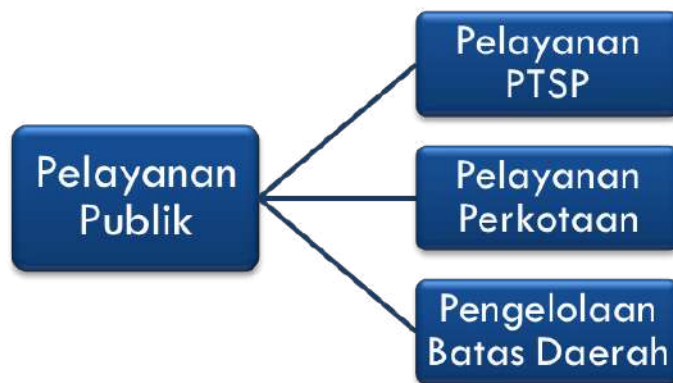 Pelayanan
Publik
Pelayanan
PTSP
Pelayanan
Perkotaan
Pengelolaan
Batas Daerah